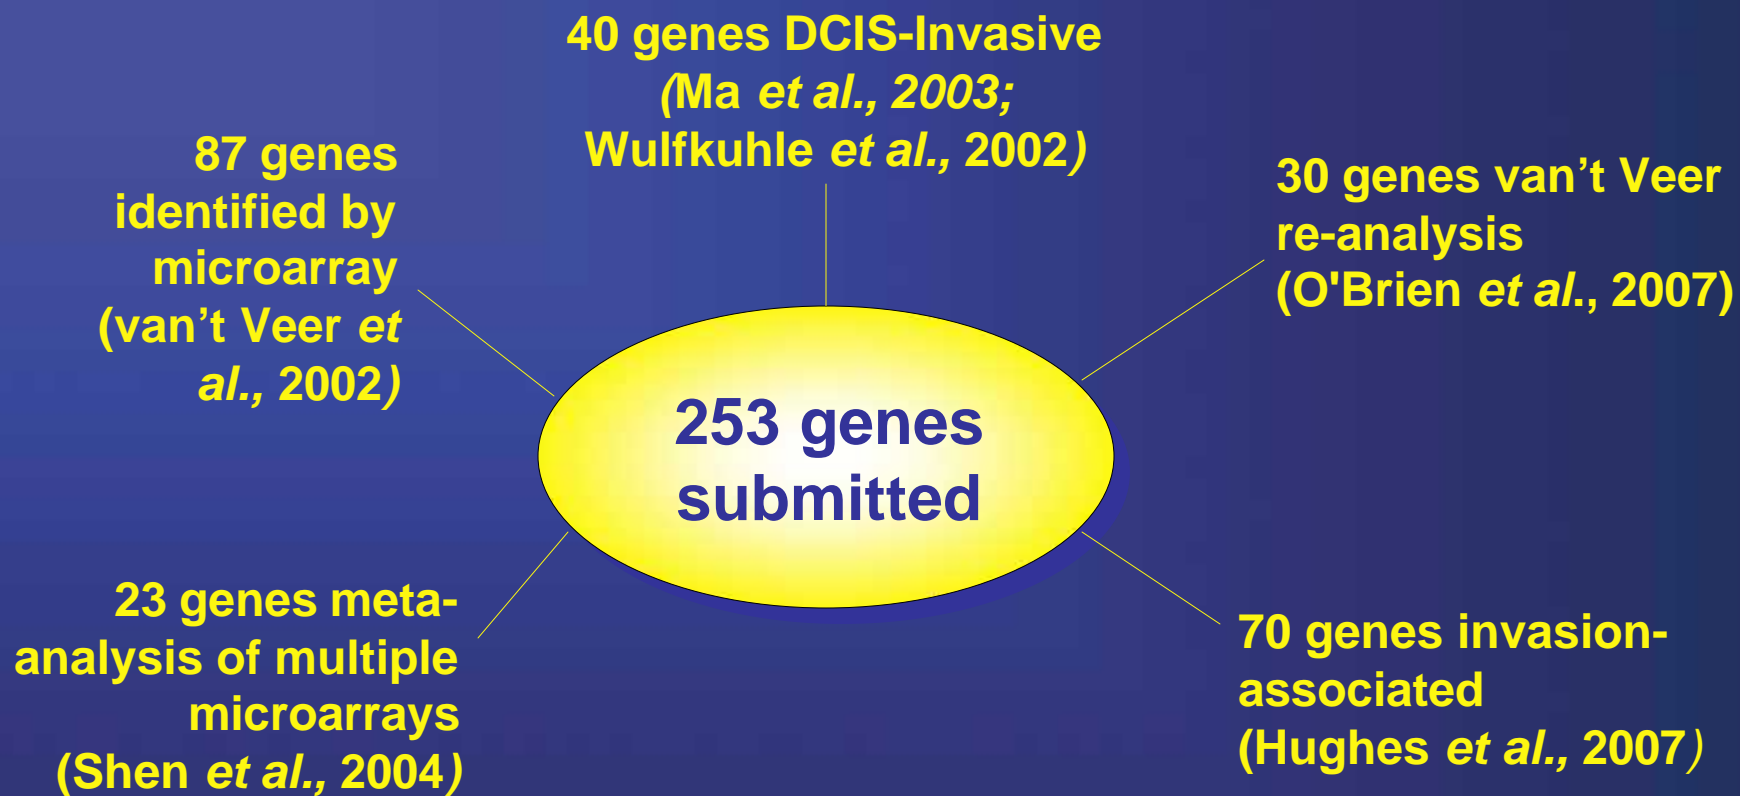 40 genes DCIS-Invasive
(Ma et al., 2003;
Wulfkuhle et al., 2002)
87 genes
identified by
microarray
(van’t Veer et
al., 2002)
30 genes van’t Veer
re-analysis
(O'Brien et al., 2007)
253 genes
submitted
23 genes meta-
analysis of multiple
microarrays
(Shen et al., 2004)
70 genes invasion-
associated
(Hughes et al., 2007)